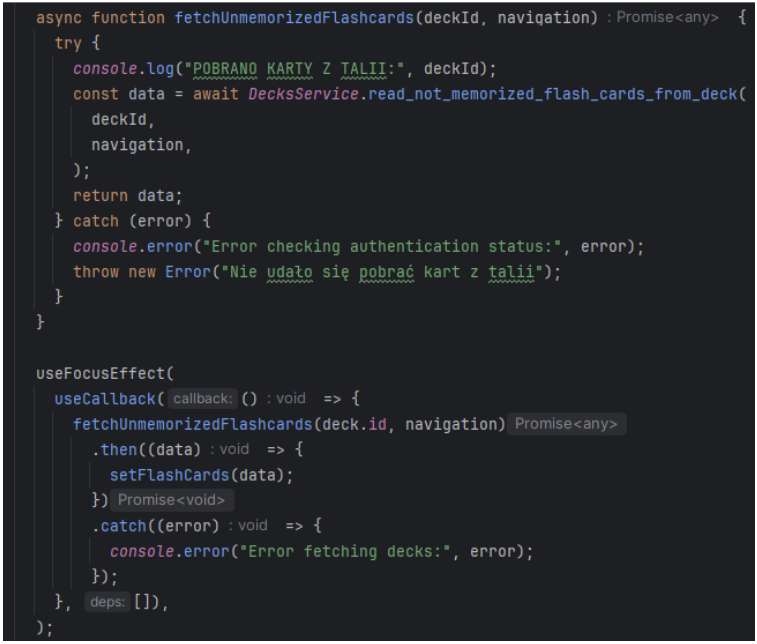 async function fetchUnmemorizedFlashcards(deckId, navigation) : Promise<any> {
try {
console.log("POBRANO KARTY Z TALII:", deckId);
const data = await DecksService.read_not_memorized_flash_cards_from_deck(
deckId,
navigation,
);
return data;
} catch (error) {
console.error("Error checking authentication status:", error);
throw new Error("Nie udało się pobrać kart z talii");
}
}
useFocusEffect(
useCallback( callback: () : void => {
fetchUnmemorizedFlashcards(deck.id, navigation) Promise<any>
.then((data) : void => {
setFlashCards(data);
}) Promise<void>
.catch((error) : void => {
console.error("Error fetching decks:", error);
});
}, deps: []),
);